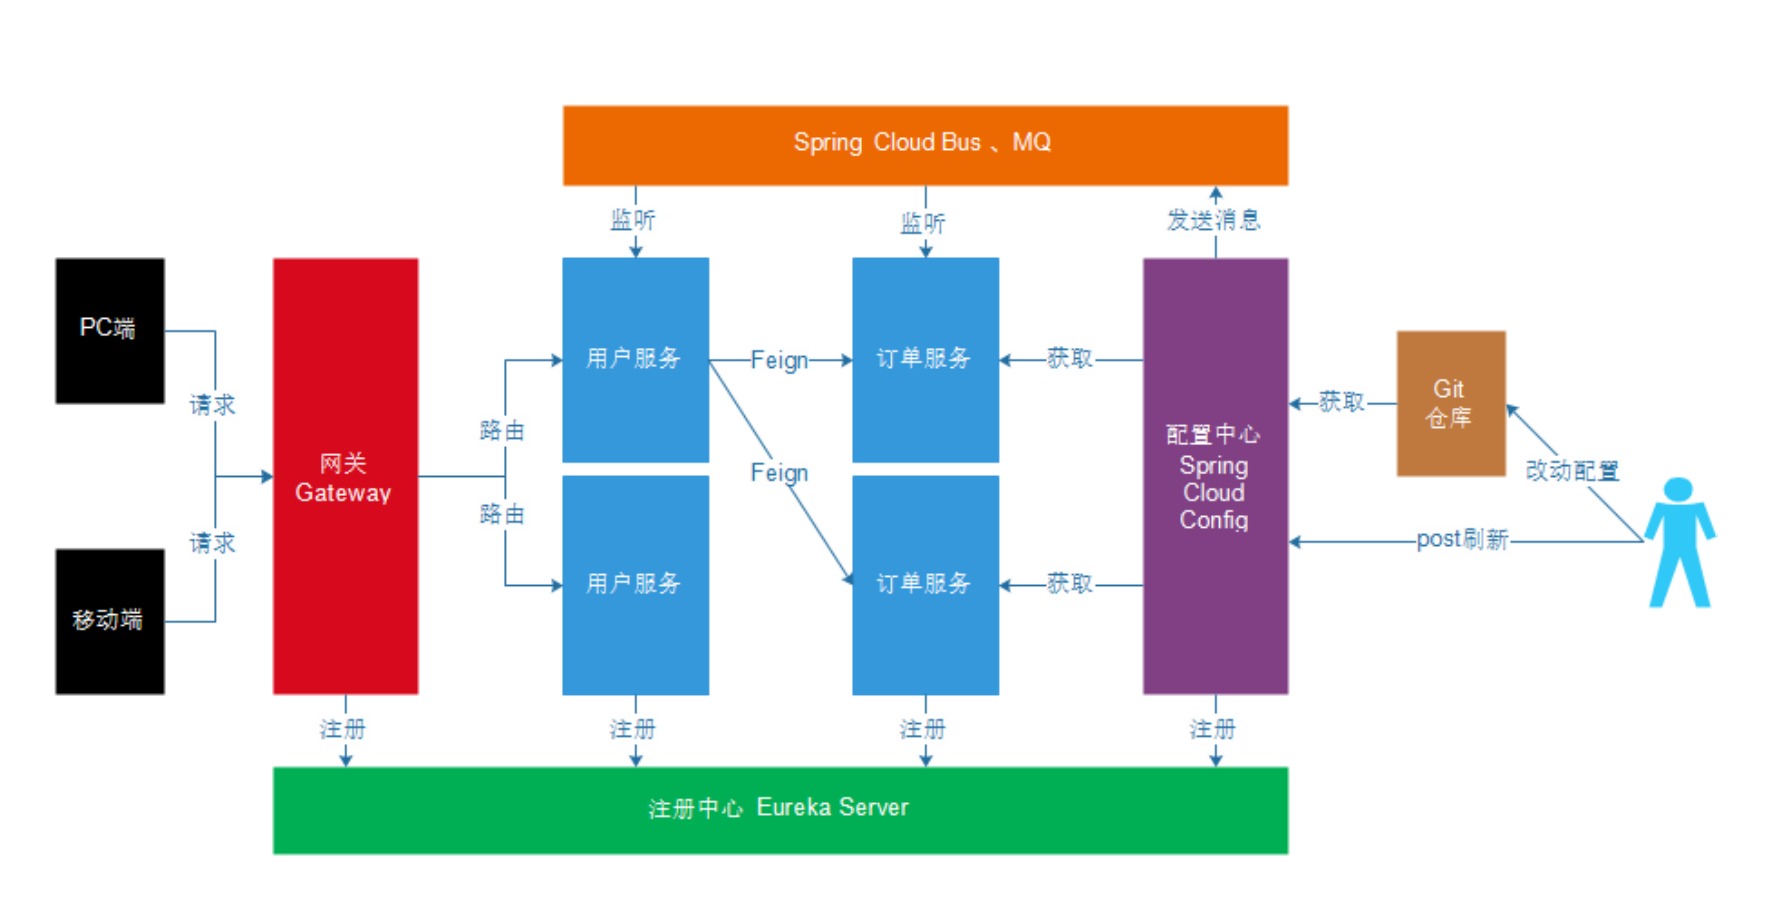 Spring Cloud Bus 、MQ
监听
监听
发送消息
PC端
请求
请求
移动端
网关
Gateway
路由
路由
用户服务
用户服务
Feign
Feign
订单服务
订单服务
获取
获取
配置中心
Spring
Cloud
Config
获取
Git
仓库
改动配置
post刷新
注册
注册
注册
注册
注册中心 Eureka Server